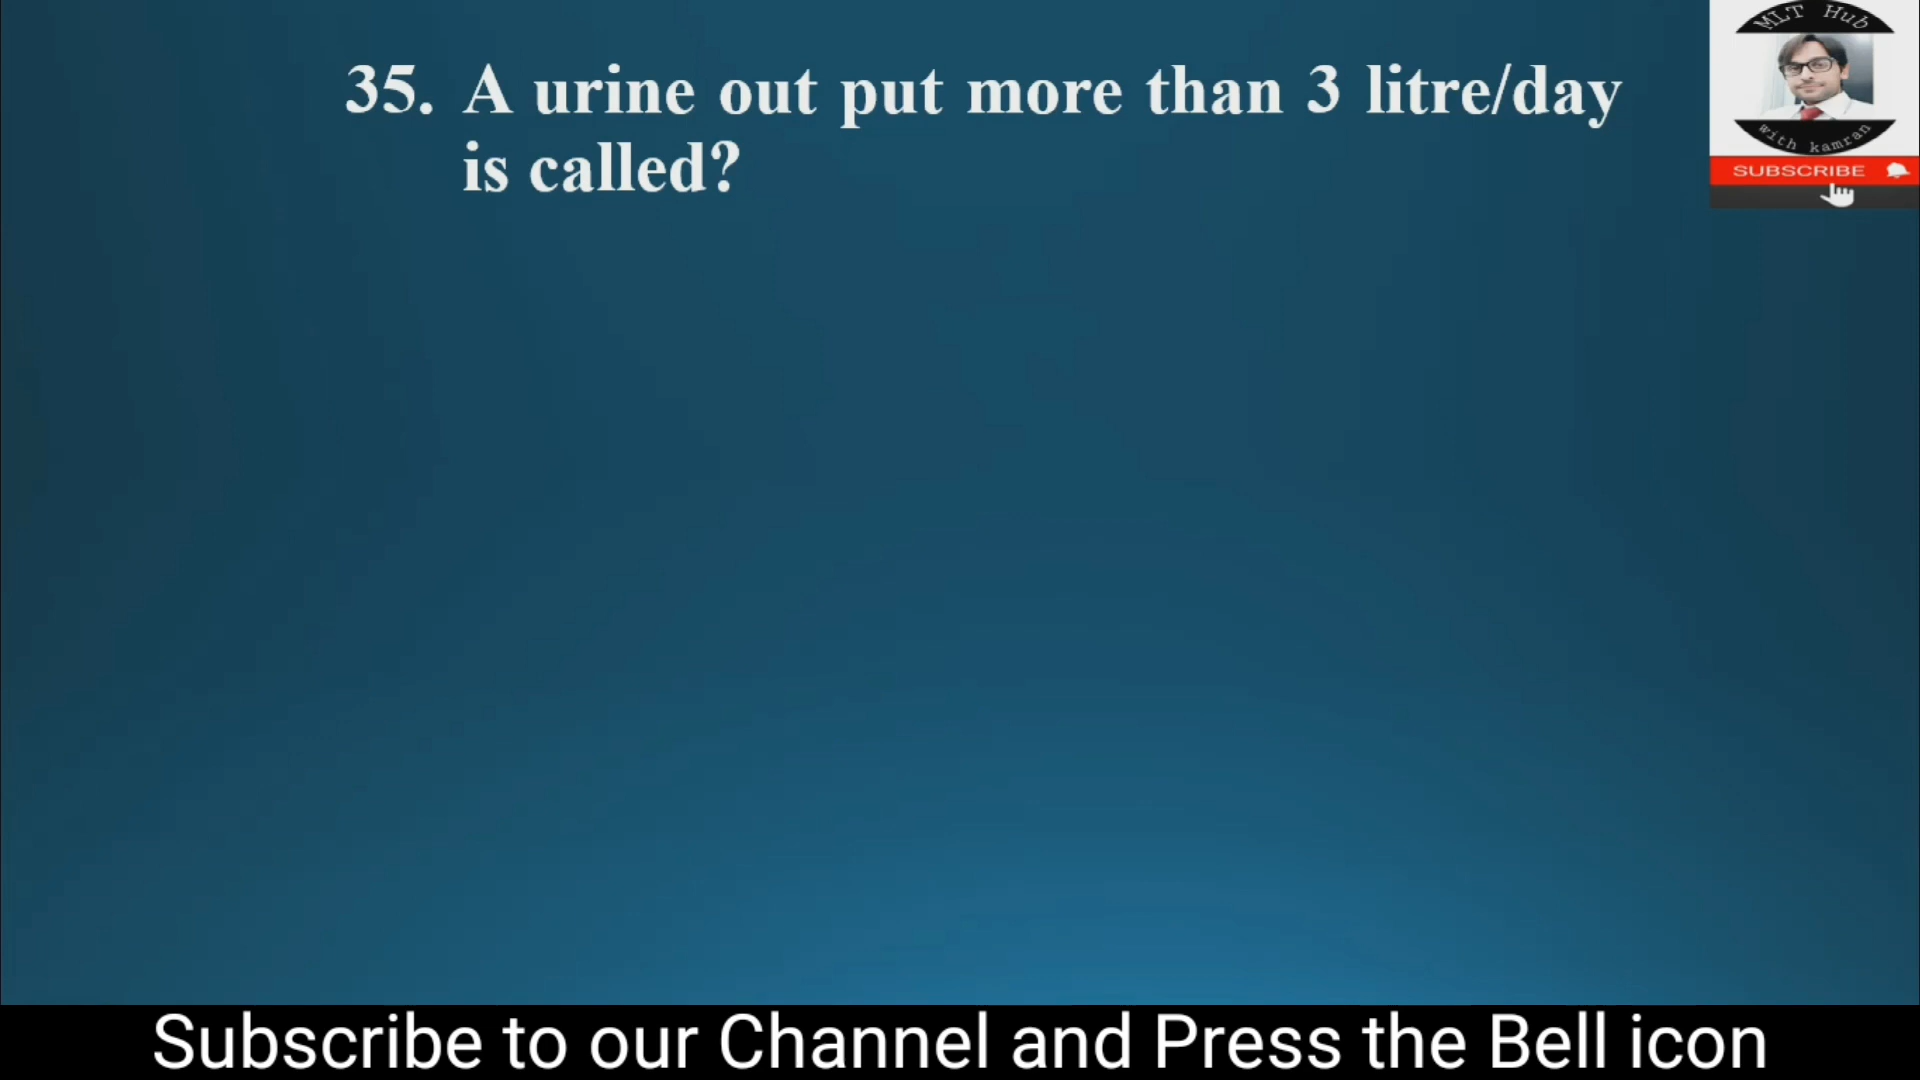 MLT Hub
35. A urine out put more than 3 litre/day
is called?
with kamran
SUBSCRIBE
Subscribe to our Channel and Press the Bell icon